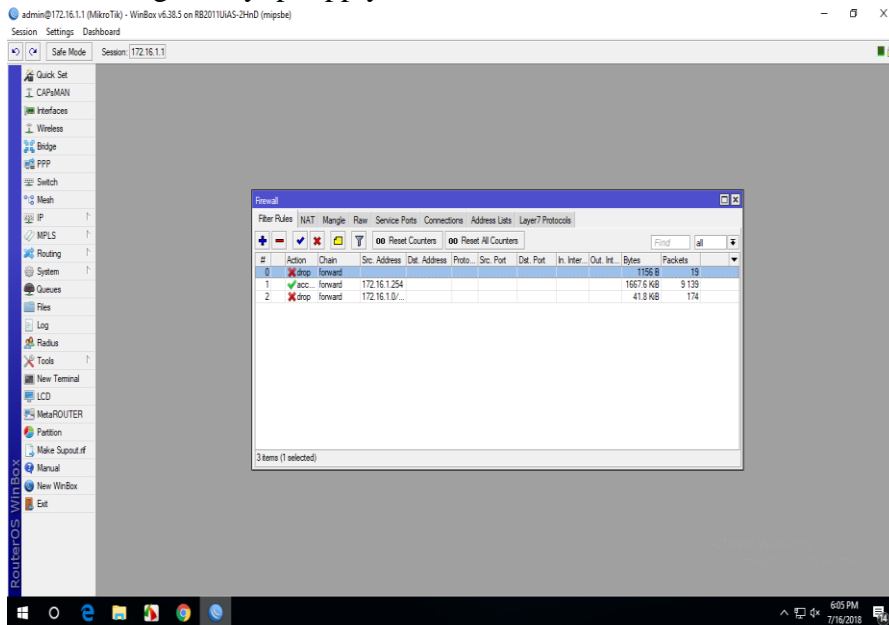 admin@172.16.1.1 (MikroTik) - WinBox v6.38.5 on RB2011UiAS-2HnD (mipsbe)
Session Settings Dashboard
Safe Mode Session: 172.16.1.1
Quick Set
CAPsMAN
Interfaces
Wireless
Bridge
PPP
Switch
Mesh
IP
MPLS
Routing
System
Queues
Files
Log
Radius
Tools
New Terminal
LCD
MetaROUTER
Partition
Make Supout.rif
Manual
New WinBox
Exit
RouterOS WinBox
Firewall
Filter Rules NAT Mangle Raw Service Ports Connections Address Lists Layer7 Protocols
00 Reset Counters 00 Reset All Counters Find all
# Action Chain Src. Address Dst. Address Proto... Src. Port Dst. Port In. Inter... Out. Int... Bytes Packets
0 drop forward 1156 B 19
1 acc... forward 172.16.1.254 1667.6 KiB 9 139
2 drop forward 172.16.1.0/... 41.8 KiB 174
3 items (1 selected)
6:05 PM
7/16/2018
14